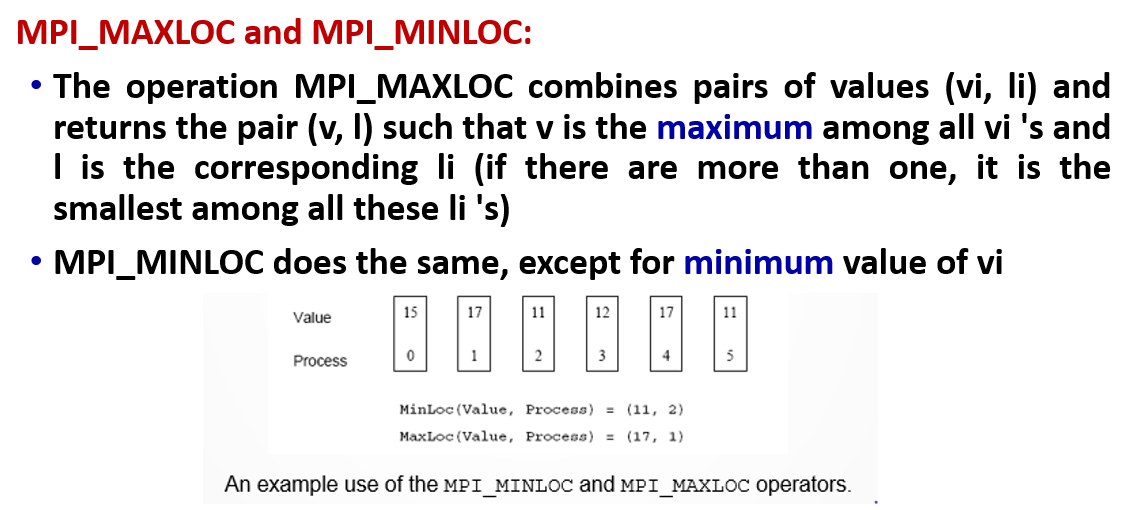 MPI_MAXLOC and MPI_MINLOC:
• The operation MPI_MAXLOC combines pairs of values (vi, li) and
returns the pair (v, l) such that v is the maximum among all vi 's and
l is the corresponding li (if there are more than one, it is the
smallest among all these li 's)
• MPI_MINLOC does the same, except for minimum value of vi
Value 15 17 11 12 17 11
Process 0 1 2 3 4 5
MinLoc(Value, Process) = (11, 2)
MaxLoc(Value, Process) = (17, 1)
An example use of the MPI_MINLOC and MPI_MAXLOC operators.